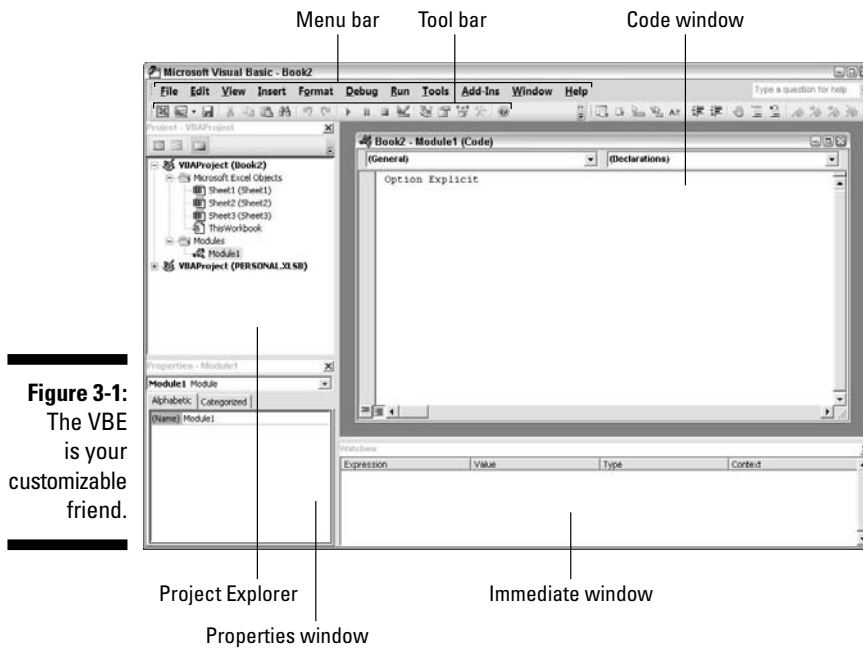 Menu bar
Tool bar
Code window
Microsoft Visual Basic - Book2
File Edit View Insert Format Debug Run Tools Add-Ins Window Help
Type a question for help
Project - VBAProject
VBAProject (Book2)
Microsoft Excel Objects
Sheet1 (Sheet1)
Sheet2 (Sheet2)
Sheet3 (Sheet3)
ThisWorkbook
Modules
Module1
VBAProject (PERSONAL.XLSB)
Book2 - Module1 (Code)
(General)
(Declarations)
Option Explicit
Properties - Module1
Module1 Module
Alphabetic Categorized
(Name) Module1
Watches
Expression Value Type Context
Figure 3-1:
The VBE
is your
customizable
friend.
Project Explorer
Immediate window
Properties window